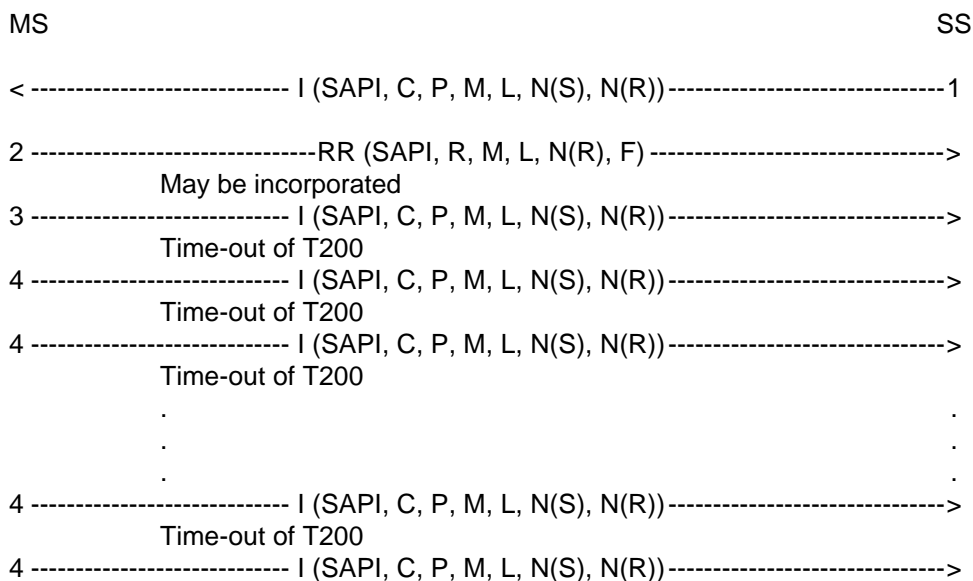 MS SS
< ----------------------------- I (SAPI, C, P, M, L, N(S), N(R))-------------------------------1
2 --------------------------------RR (SAPI, R, M, L, N(R), F) --------------------------------->
May be incorporated
3 ----------------------------- I (SAPI, C, P, M, L, N(S), N(R))------------------------------->
Time-out of T200
4 ----------------------------- I (SAPI, C, P, M, L, N(S), N(R))------------------------------->
Time-out of T200
4 ----------------------------- I (SAPI, C, P, M, L, N(S), N(R))------------------------------->
Time-out of T200
. .
. .
. .
4 ----------------------------- I (SAPI, C, P, M, L, N(S), N(R))------------------------------->
Time-out of T200
4 ----------------------------- I (SAPI, C, P, M, L, N(S), N(R))------------------------------->